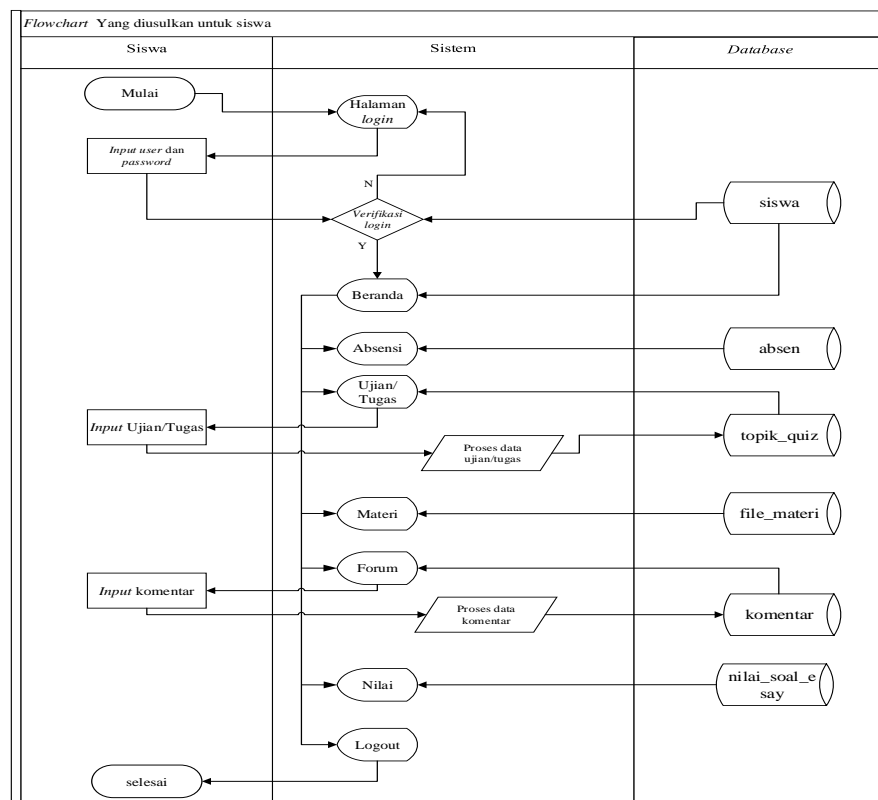 Flowchart Yang diusulkan untuk siswa
Siswa
Sistem
Database
Mulai
Halaman
login
Input user dan
password
N
Verifikasi
login
siswa
Y
Beranda
Absensi
absen
Ujian/
Tugas
Input Ujian/Tugas
Proses data
ujian/tugas
topik_quiz
Materi
file_materi
Forum
Input komentar
Proses data
komentar
komentar
Nilai
nilai_soal_e
say
Logout
selesai